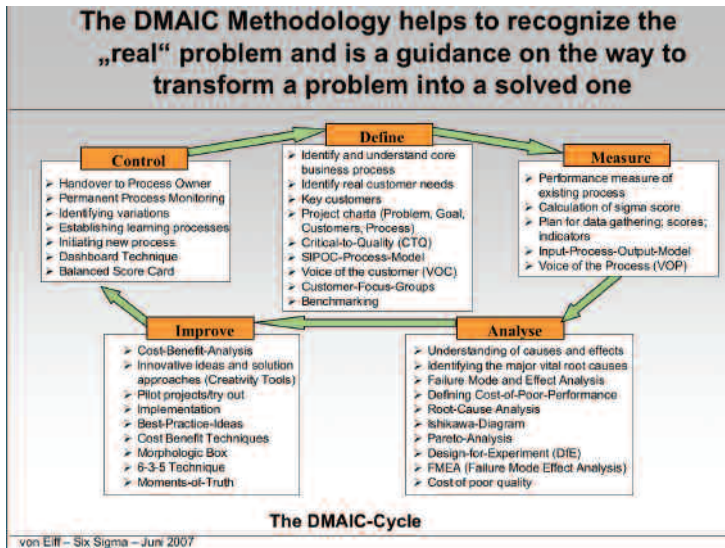 The DMAIC Methodology helps to recognize the
„real“ problem and is a guidance on the way to
transform a problem into a solved one
Define
➢ Identify and understand core
business process
➢ Identify real customer needs
➢ Key customers
➢ Project charta (Problem, Goal,
Customers, Process)
➢ Critical-to-Quality (CTQ)
➢ SIPOC-Process-Model
➢ Voice of the customer (VOC)
➢ Customer-Focus-Groups
➢ Benchmarking
Measure
➢ Performance measure of
existing process
➢ Calculation of sigma score
➢ Plan for data gathering; scores;
indicators
➢ Input-Process-Output-Model
➢ Voice of the Process (VOP)
Analyse
➢ Understanding of causes and effects
➢ Identifying the major vital root causes
➢ Failure Mode and Effect Analysis
➢ Defining Cost-of-Poor-Performance
➢ Root-Cause Analysis
➢ Ishikawa-Diagram
➢ Pareto-Analysis
➢ Design-for-Experiment (DfE)
➢ FMEA (Failure Mode Effect Analysis)
➢ Cost of poor quality
Improve
➢ Cost-Benefit-Analysis
➢ Innovative ideas and solution
approaches (Creativity Tools)
➢ Pilot projects/try out
➢ Implementation
➢ Best-Practice-Ideas
➢ Cost Benefit Techniques
➢ Morphologic Box
➢ 6-3-5 Technique
➢ Moments-of-Truth
Control
➢ Handover to Process Owner
➢ Permanent Process Monitoring
➢ Identifying variations
➢ Establishing learning processes
➢ Initiating new process
➢ Dashboard Technique
➢ Balanced Score Card
The DMAIC-Cycle
von Eiff – Six Sigma – Juni 2007